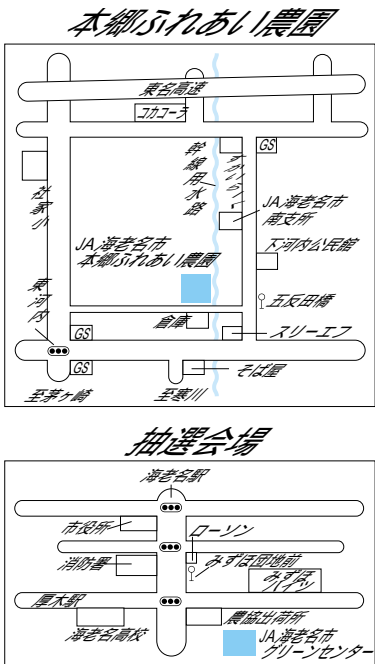 本郷ふれあい農園
東名高速
コカコーラ
GS
社家小
幹線用水路
すかいらーく
JA海老名市
南支所
下河内公民館
JA海老名市
本郷ふれあい農園
東河内
五反田橋
倉庫
スリーエフ
GS
GS
そば屋
至茅ヶ崎
至寒川
抽選会場
海老名駅
市役所
ローソン
消防署
みずほ団地前
みずほ
ハイツ
厚木駅
海老名高校
農協出荷所
JA海老名市
グリーンセンター